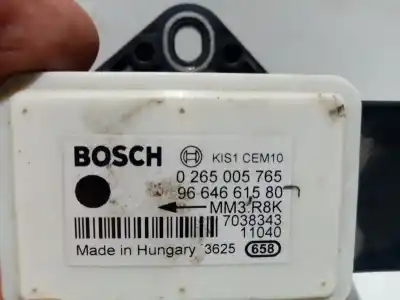 BOSCH KIS1 CEM10
0 265 005 765
96 646 615 80
MM3.R8K
7038343
11040
Made in Hungary 3625 658